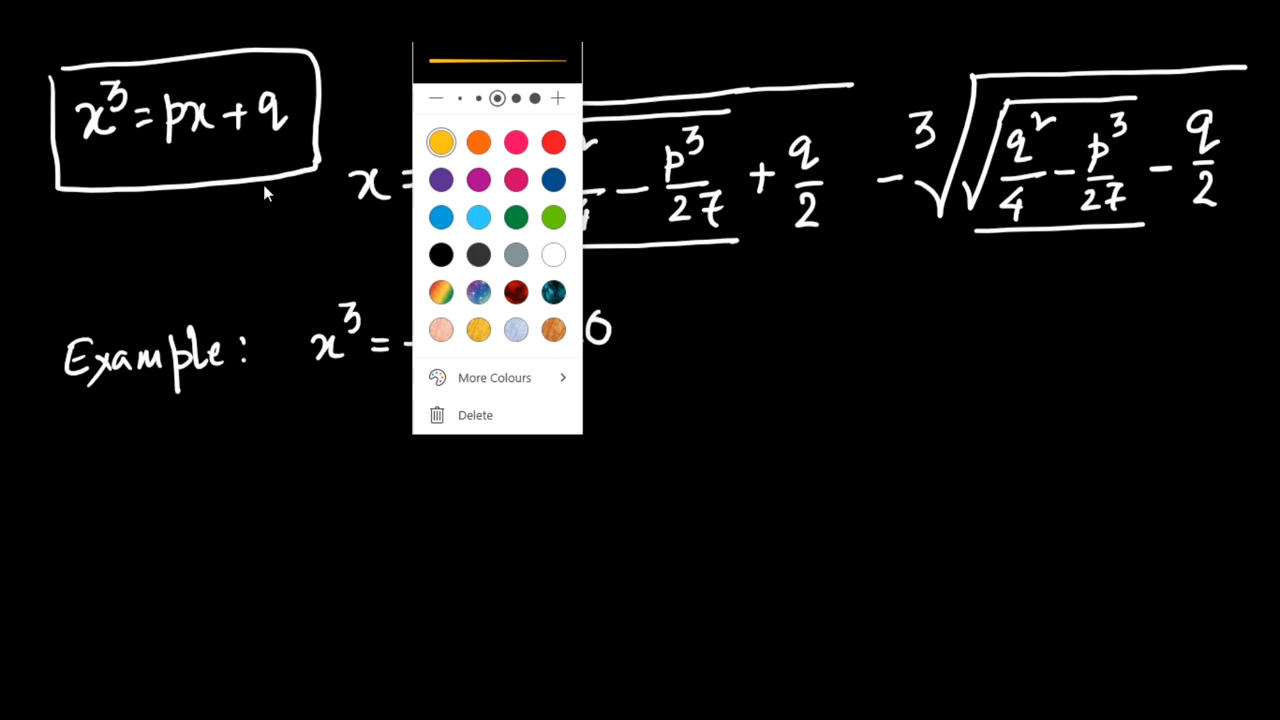 x³ = px + q
x = − p³/27 + q/2 − ³√(√(q²/4 − p³/27) − q/2)
Example: x³ = 0
More Colours
Delete